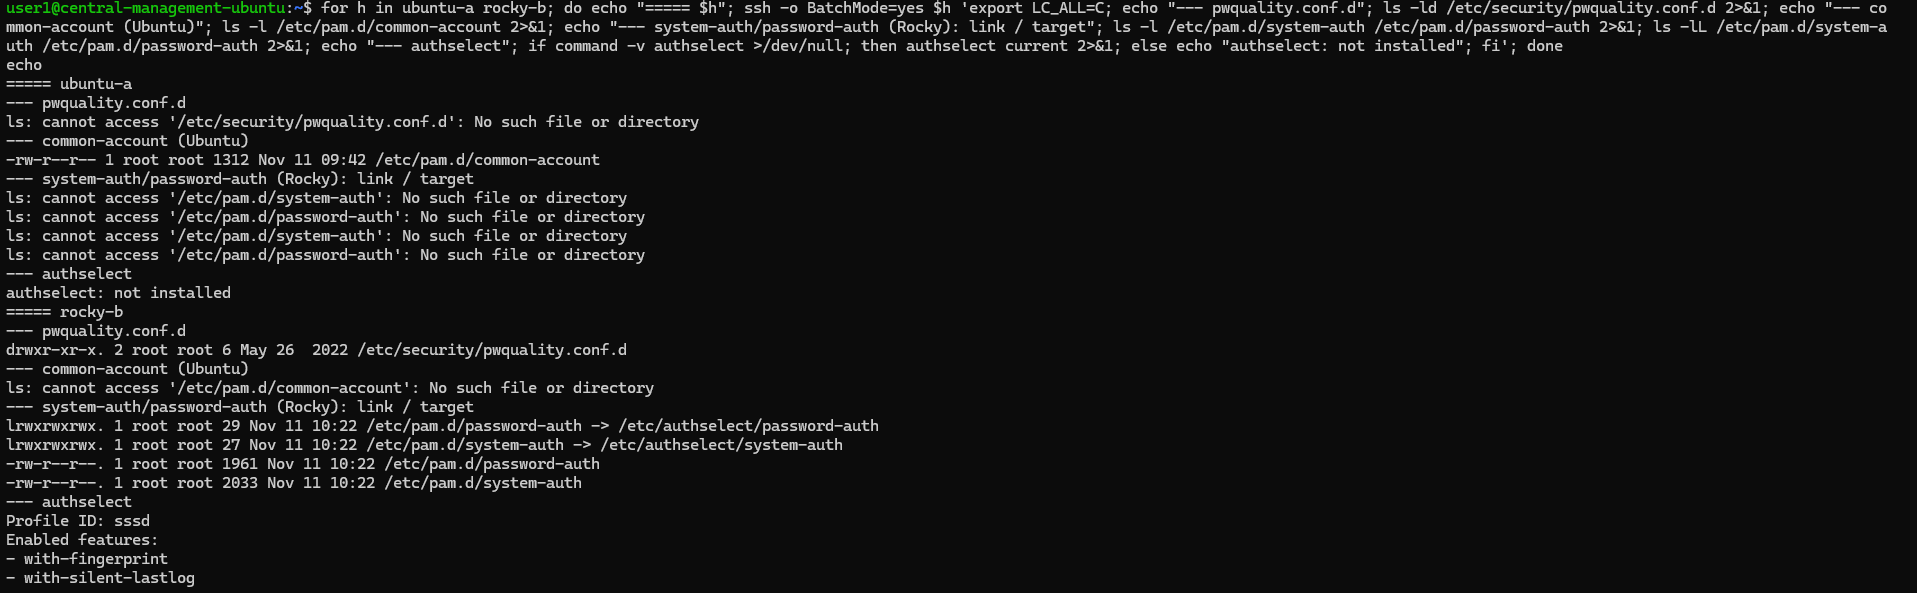 user1@central-management-ubuntu:~$ for h in ubuntu-a rocky-b; do echo "===== $h"; ssh -o BatchMode=yes $h 'export LC_ALL=C; echo "--- pwquality.conf.d"; ls -ld /etc/security/pwquality.conf.d 2>&1; echo "--- co
mmon-account (Ubuntu)"; ls -l /etc/pam.d/common-account 2>&1; echo "--- system-auth/password-auth (Rocky): link / target"; ls -l /etc/pam.d/system-auth /etc/pam.d/password-auth 2>&1; ls -lL /etc/pam.d/system-a
uth /etc/pam.d/password-auth 2>&1; echo "--- authselect"; if command -v authselect >/dev/null; then authselect current 2>&1; else echo "authselect: not installed"; fi'; done
echo
===== ubuntu-a
--- pwquality.conf.d
ls: cannot access '/etc/security/pwquality.conf.d': No such file or directory
--- common-account (Ubuntu)
-rw-r--r-- 1 root root 1312 Nov 11 09:42 /etc/pam.d/common-account
--- system-auth/password-auth (Rocky): link / target
ls: cannot access '/etc/pam.d/system-auth': No such file or directory
ls: cannot access '/etc/pam.d/password-auth': No such file or directory
ls: cannot access '/etc/pam.d/system-auth': No such file or directory
ls: cannot access '/etc/pam.d/password-auth': No such file or directory
--- authselect
authselect: not installed
===== rocky-b
--- pwquality.conf.d
drwxr-xr-x. 2 root root 6 May 26  2022 /etc/security/pwquality.conf.d
--- common-account (Ubuntu)
ls: cannot access '/etc/pam.d/common-account': No such file or directory
--- system-auth/password-auth (Rocky): link / target
lrwxrwxrwx. 1 root root 29 Nov 11 10:22 /etc/pam.d/password-auth -> /etc/authselect/password-auth
lrwxrwxrwx. 1 root root 27 Nov 11 10:22 /etc/pam.d/system-auth -> /etc/authselect/system-auth
-rw-r--r--. 1 root root 1961 Nov 11 10:22 /etc/pam.d/password-auth
-rw-r--r--. 1 root root 2033 Nov 11 10:22 /etc/pam.d/system-auth
--- authselect
Profile ID: sssd
Enabled features:
- with-fingerprint
- with-silent-lastlog